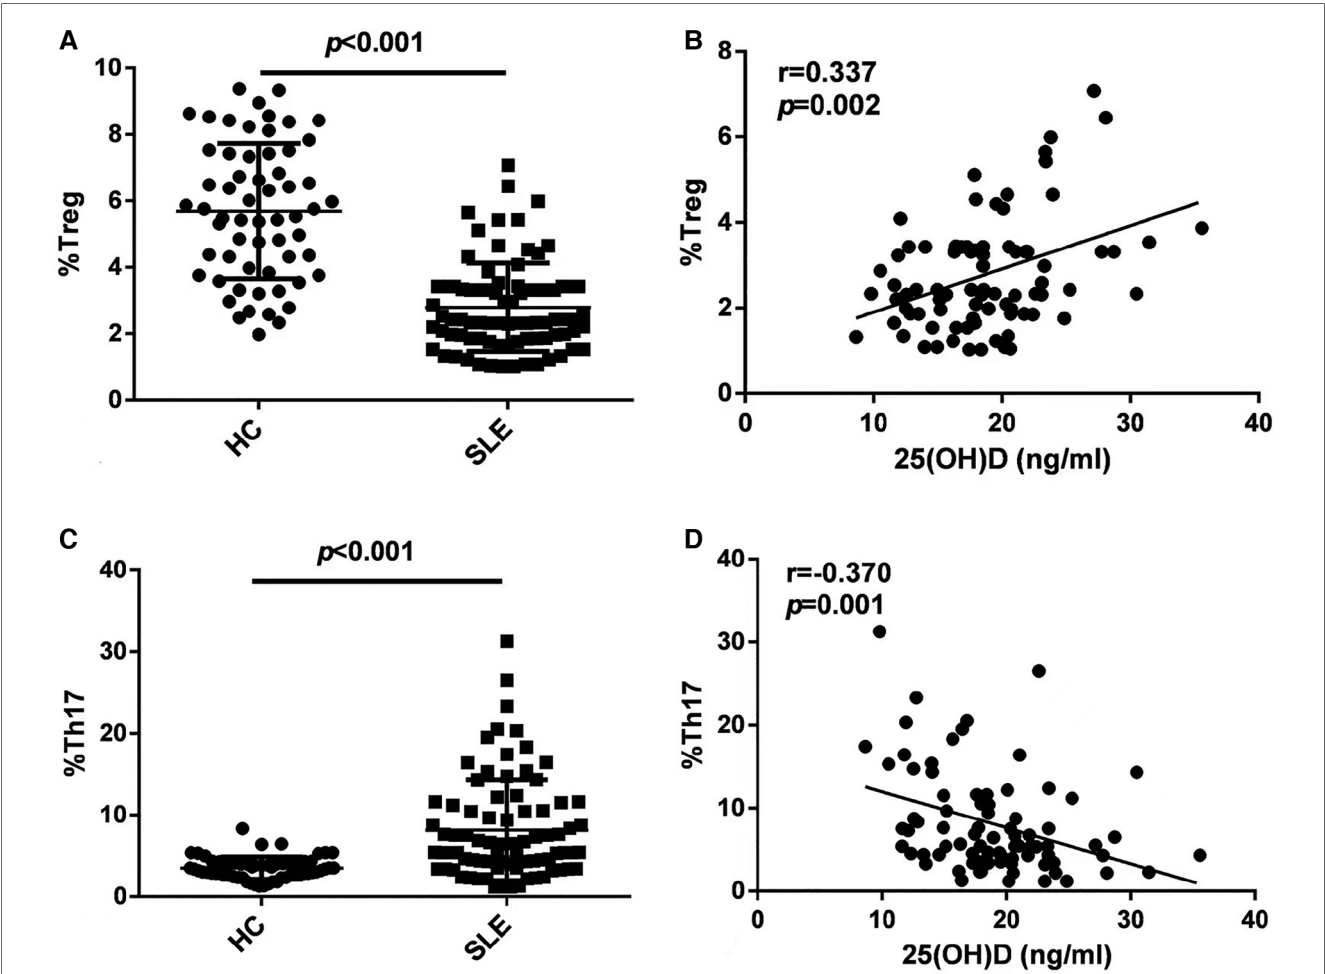 A
p<0.001
10
8
6
4
2
0
%Treg
HC
SLE
B
r=0.337
p=0.002
8
6
4
2
0
%Treg
0 10 20 30 40
25(OH)D (ng/ml)
C
p<0.001
40
30
20
10
0
%Th17
HC
SLE
D
r=-0.370
p=0.001
40
30
20
10
0
%Th17
0 10 20 30 40
25(OH)D (ng/ml)